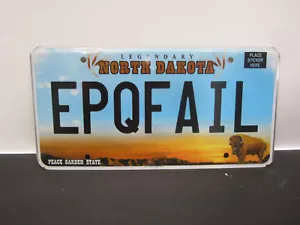 LEGENDARY
NORTH DAKOTA
PLACE
STICKER
HERE
EPQFAIL
PEACE GARDEN STATE